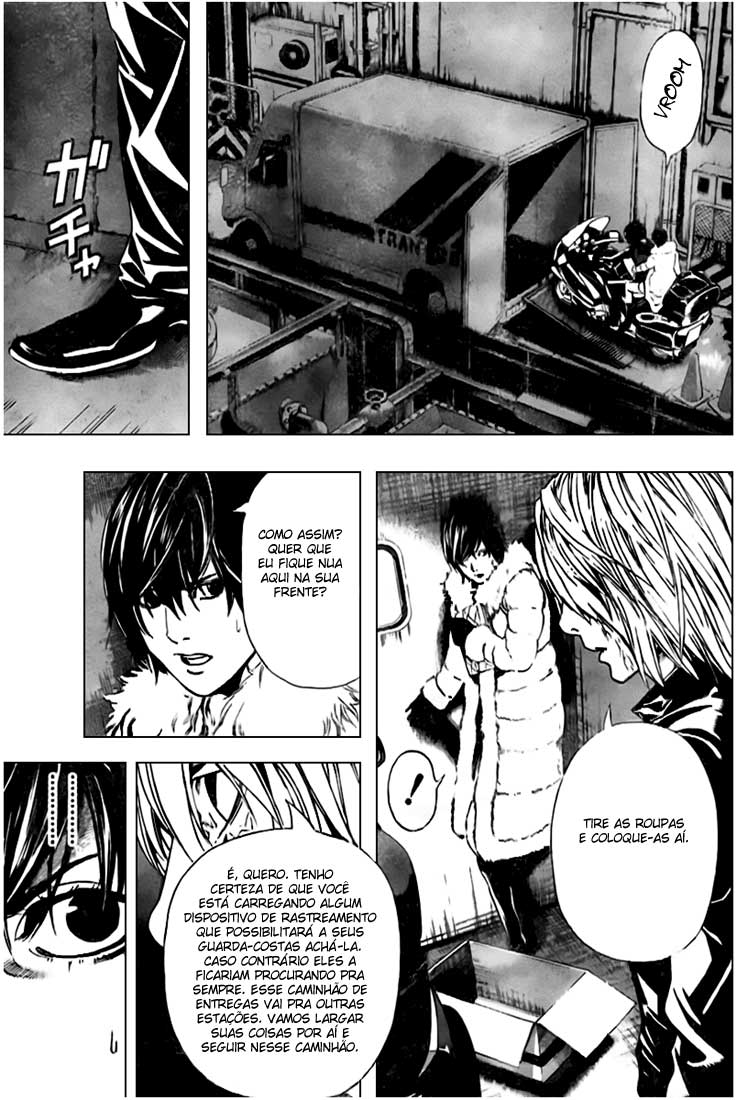 VROOM
TRAN
ガチャ
TIRE AS ROUPAS
E COLOQUE-AS AÍ.
!
COMO ASSIM?
QUER QUE
EU FIQUE NUA
AQUI NA SUA
FRENTE?
É, QUERO. TENHO
CERTEZA DE QUE VOCÊ
ESTÁ CARREGANDO ALGUM
DISPOSITIVO DE RASTREAMENTO
QUE POSSIBILITARÁ A SEUS
GUARDA-COSTAS ACHÁ-LA.
CASO CONTRÁRIO ELES A
FICARIAM PROCURANDO PRA
SEMPRE. ESSE CAMINHÃO DE
ENTREGAS VAI PRA OUTRAS
ESTAÇÕES. VAMOS LARGAR
SUAS COISAS POR AÍ E
SEGUIR NESSE CAMINHÃO.
!!